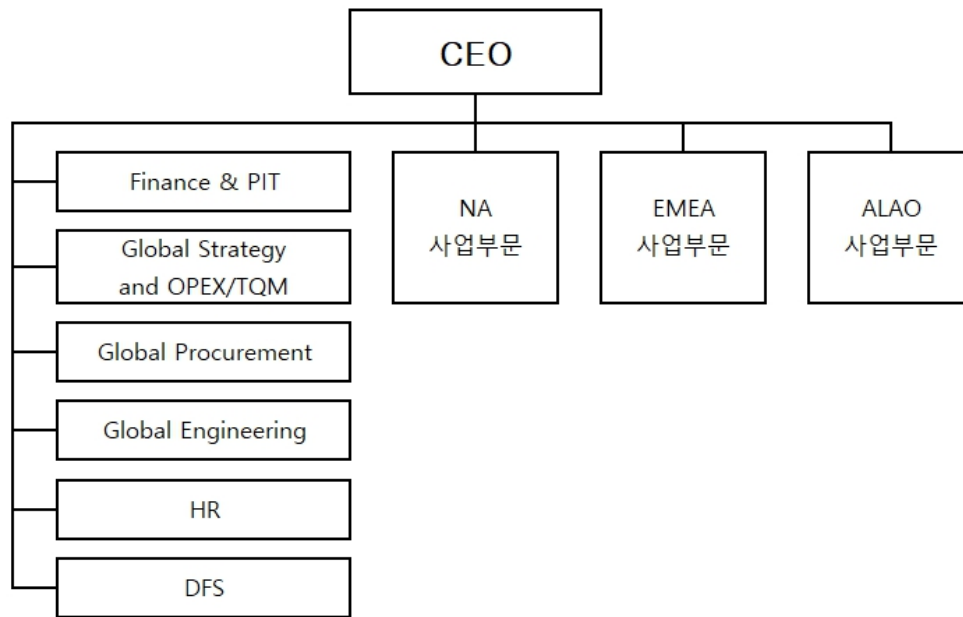 CEO
Finance & PIT
Global Strategy
and OPEX/TQM
Global Procurement
Global Engineering
HR
DFS
NA
사업부문
EMEA
사업부문
ALAO
사업부문